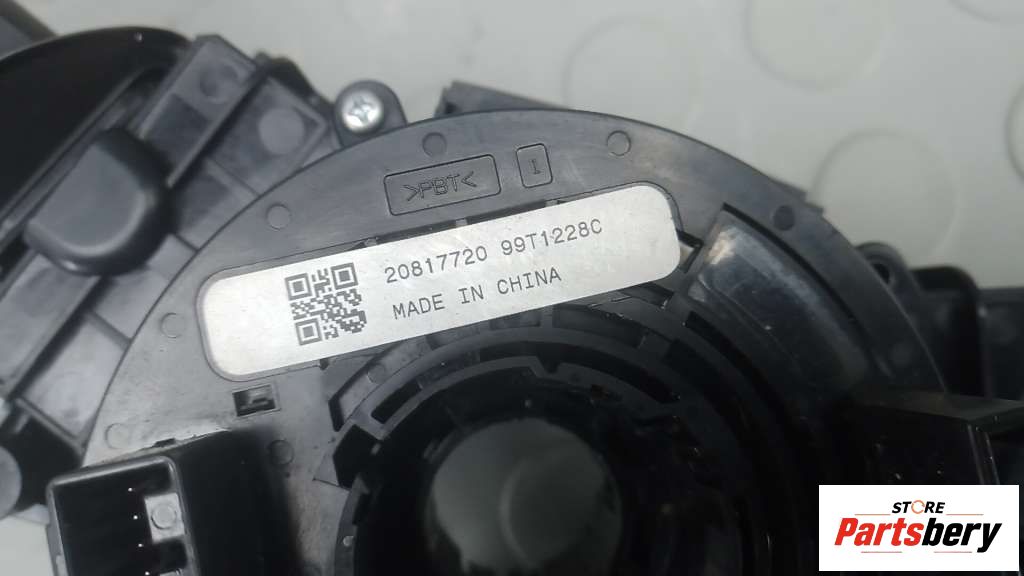 >PBT<
I
20817720 99T1228C
MADE IN CHINA
STORE
Partsbery